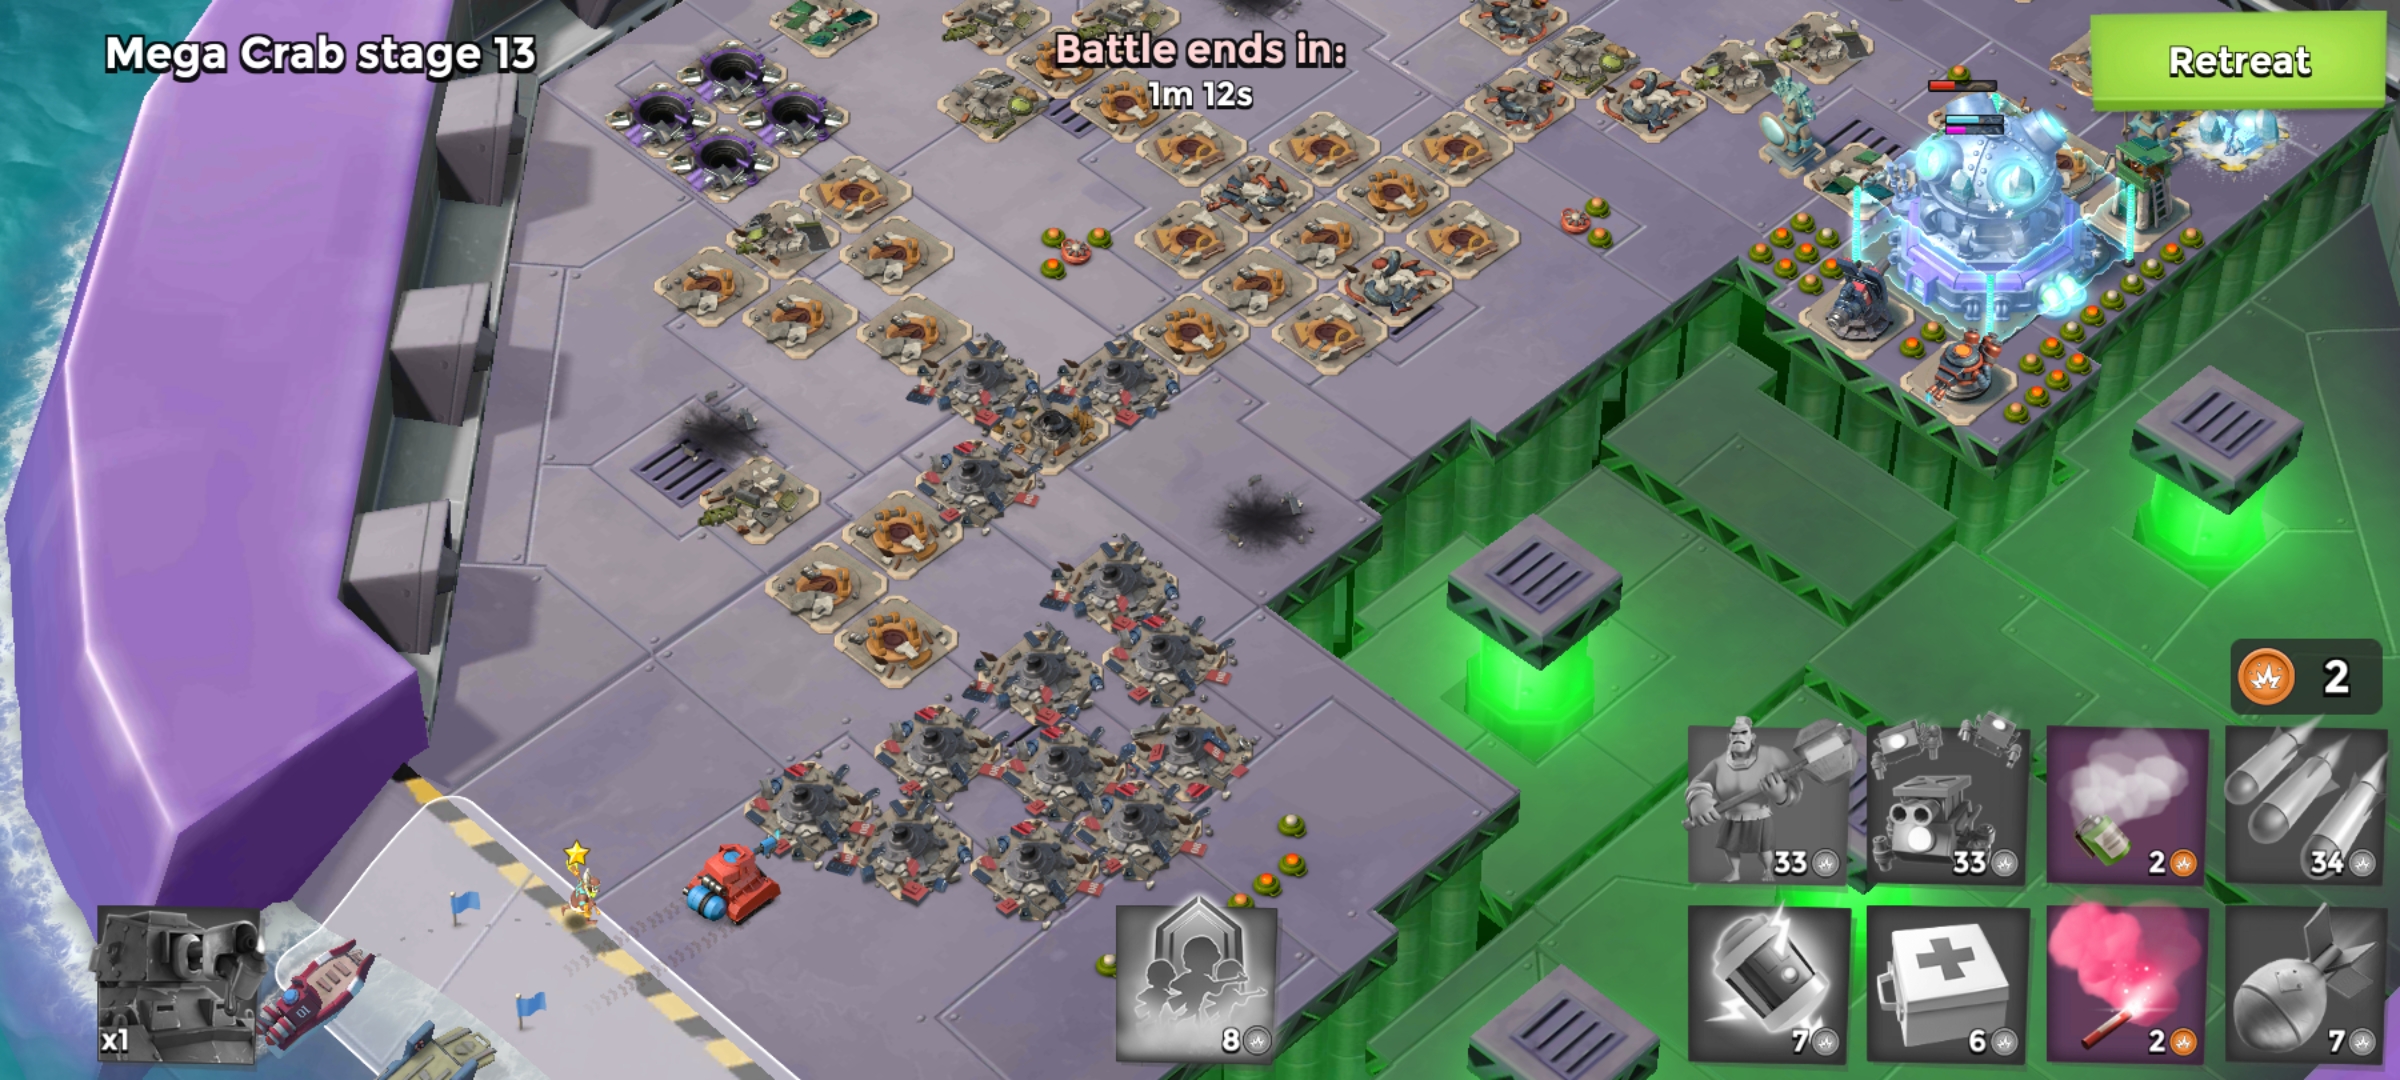 Mega Crab stage 13
Battle ends in:
1m 12s
Retreat
2
33
33
2
34
x1
8
7
6
2
7